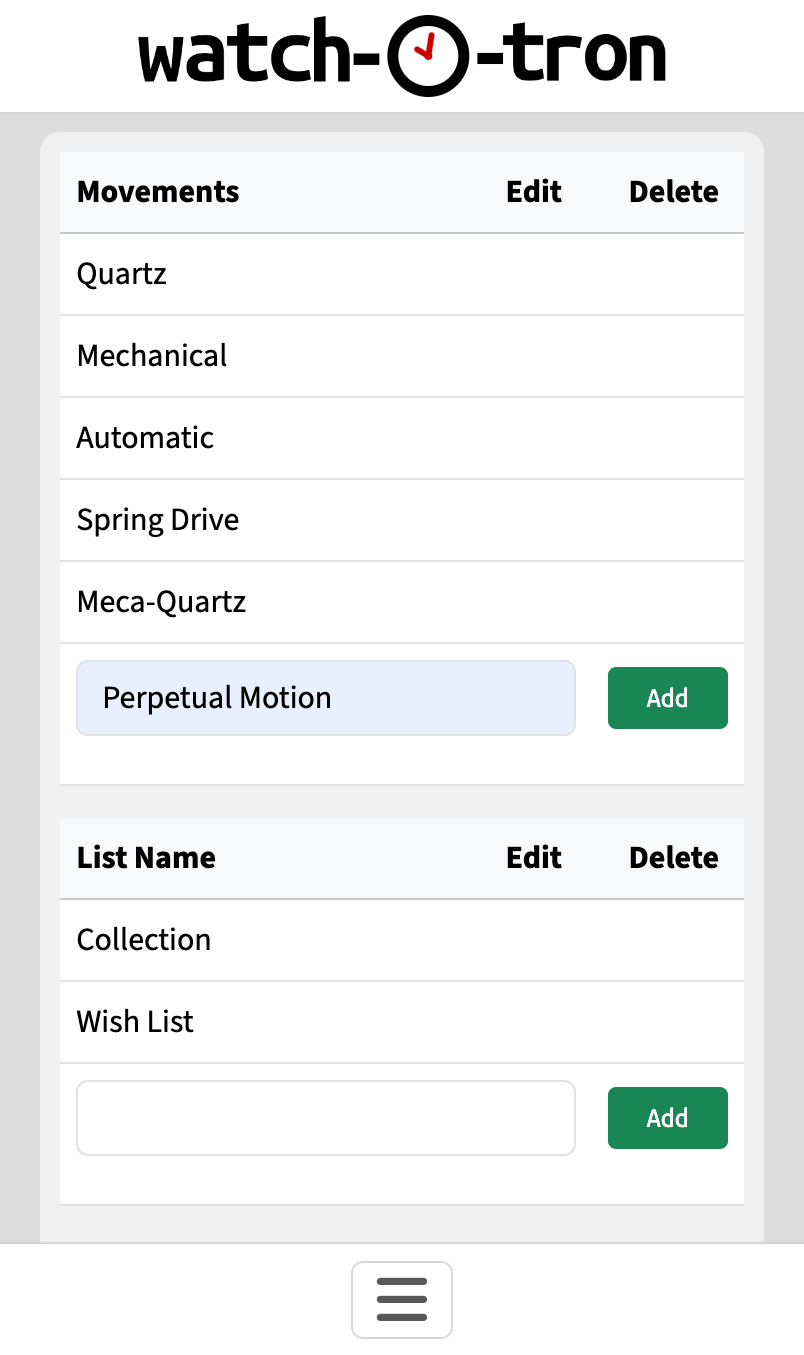 watch-O-tron
Movements Edit Delete
Quartz
Mechanical
Automatic
Spring Drive
Meca-Quartz
Perpetual Motion Add
List Name Edit Delete
Collection
Wish List
Add